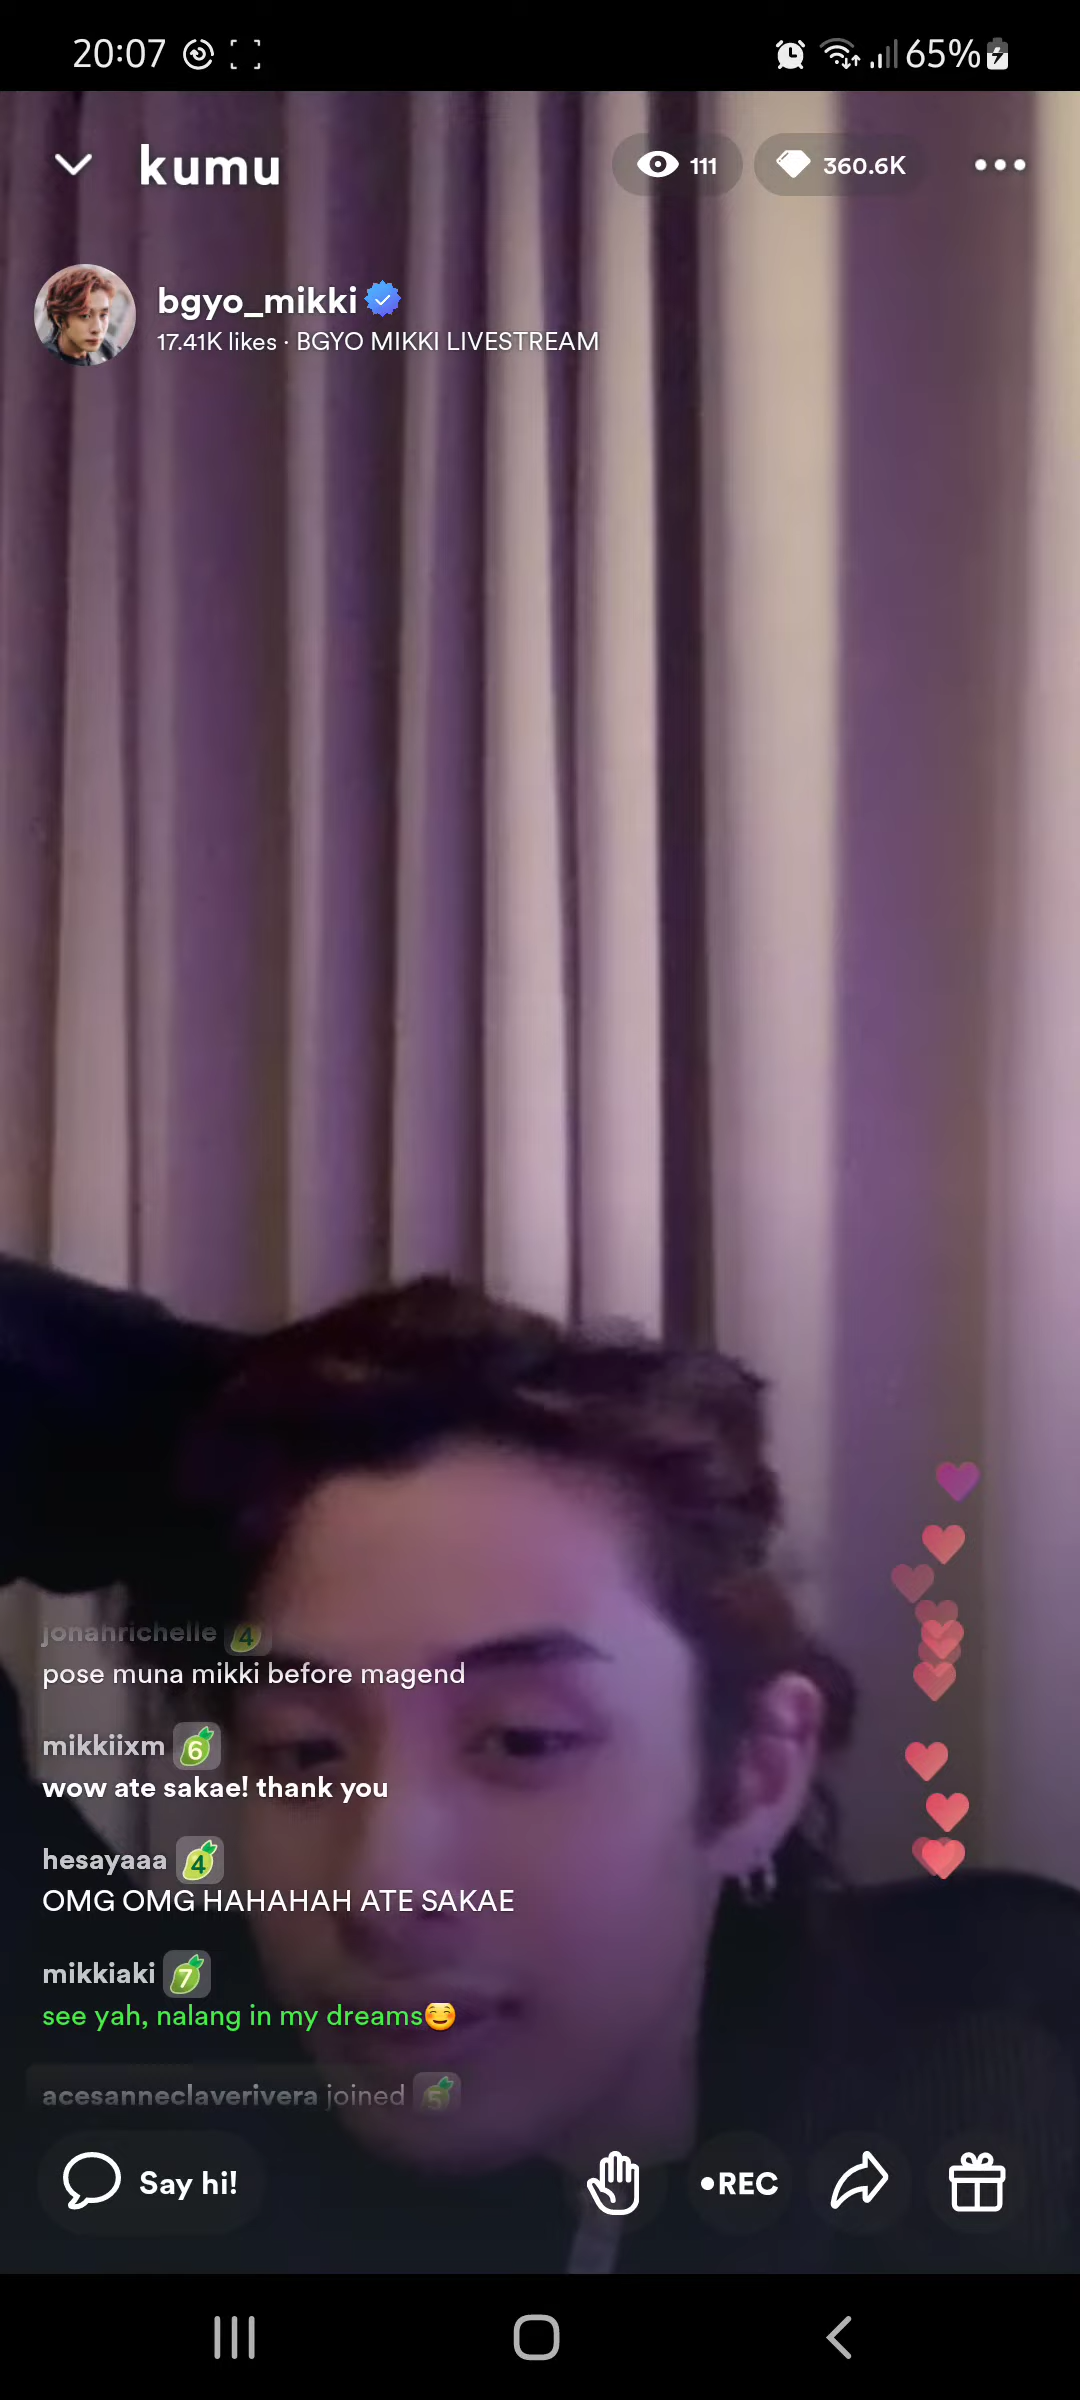 20:07
65%
kumu
111
360.6K
bgyo_mikki
17.41K likes · BGYO MIKKI LIVESTREAM
jonahrichelle 4
pose muna mikki before magend
mikkiixm 6
wow ate sakae! thank you
hesayaaa 4
OMG OMG HAHAHAH ATE SAKAE
mikkiaki 7
see yah, nalang in my dreams☺️
acesanneclaverivera joined 5
Say hi!
•REC